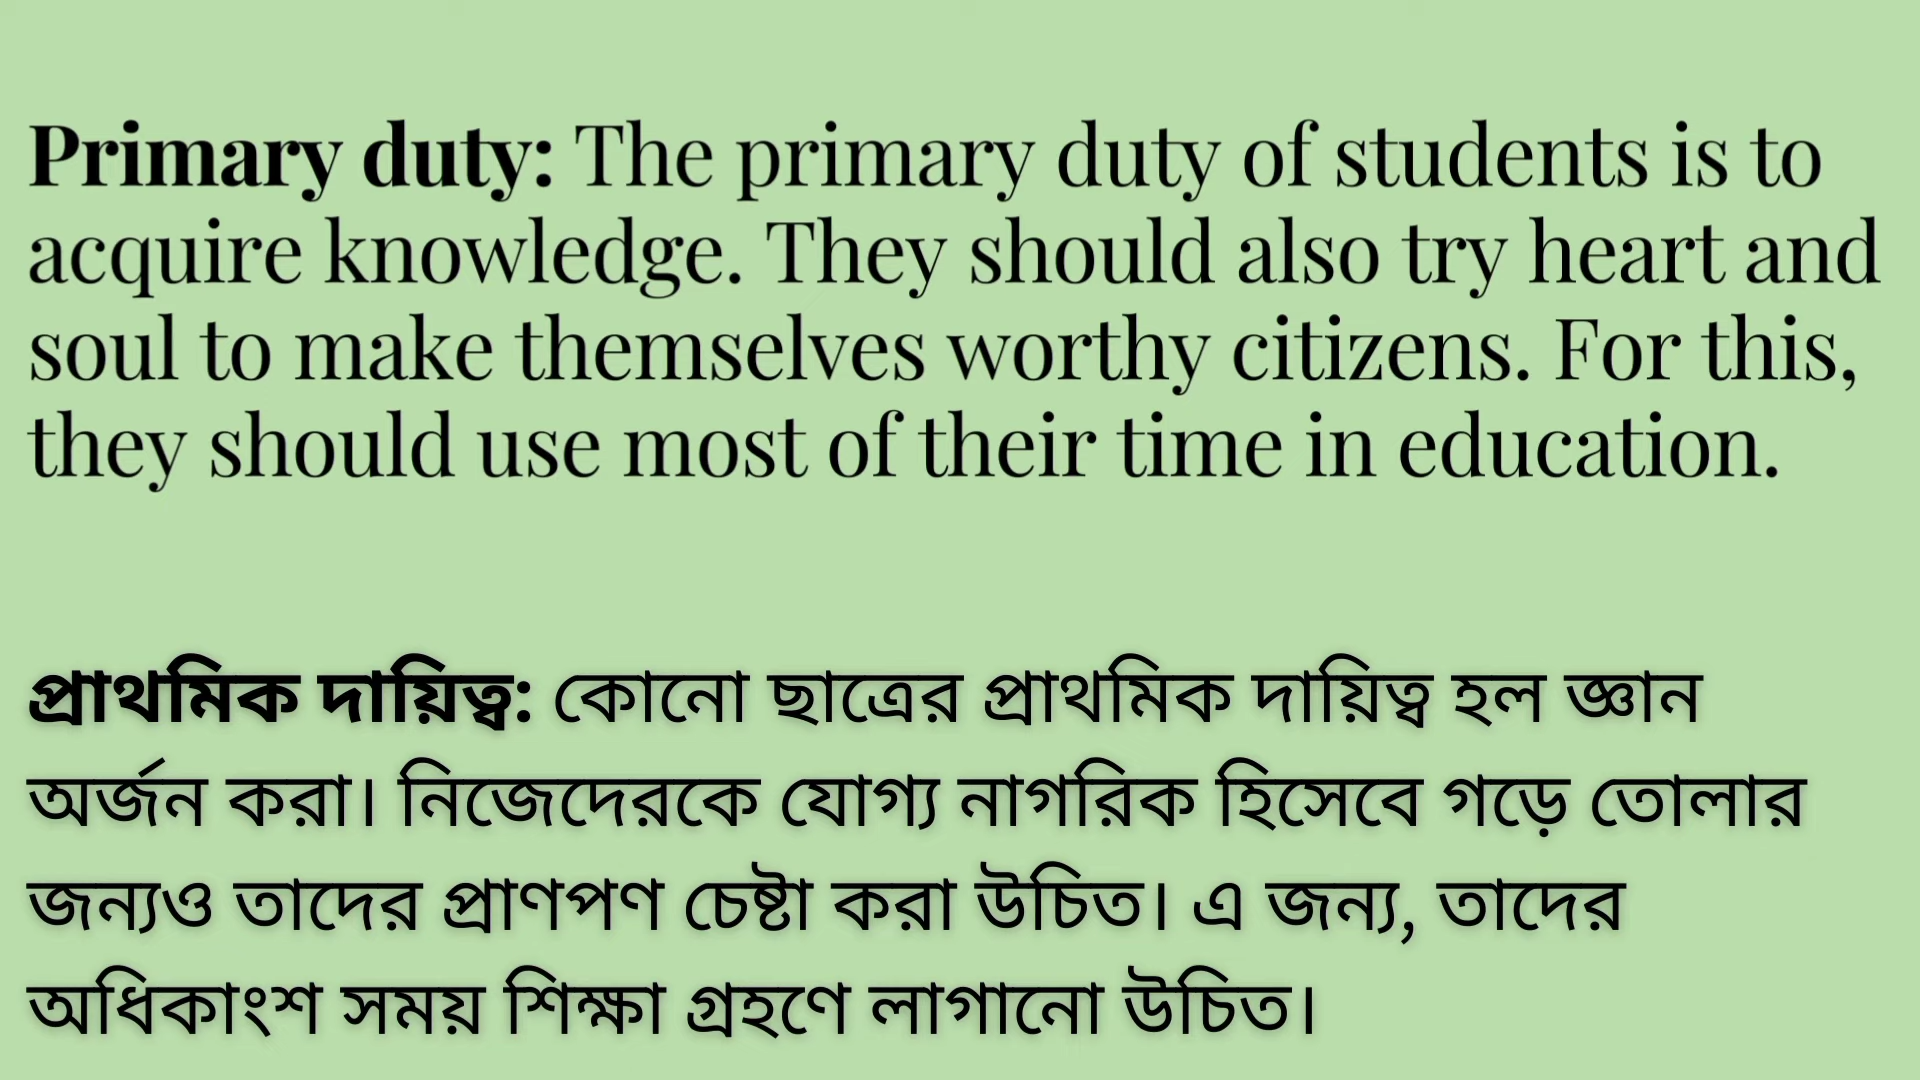 Primary duty: The primary duty of students is to
acquire knowledge. They should also try heart and
soul to make themselves worthy citizens. For this,
they should use most of their time in education.
প্রাথমিক দায়িত্ব: কোনো ছাত্রের প্রাথমিক দায়িত্ব হল জ্ঞান
অর্জন করা। নিজেদেরকে যোগ্য নাগরিক হিসেবে গড়ে তোলার
জন্যও তাদের প্রাণপণ চেষ্টা করা উচিত। এ জন্য, তাদের
অধিকাংশ সময় শিক্ষা গ্রহণে লাগানো উচিত।